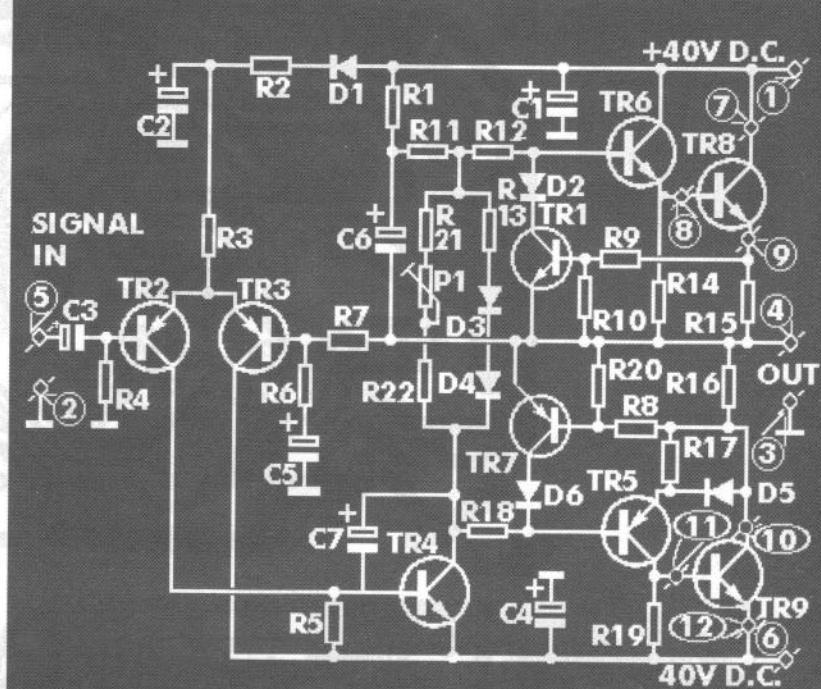 +40V D.C.
R2
D1
R1
C1
TR6
7
1
C2
R11
R12
TR8
D2
SIGNAL
IN
R3
C6
R
21
R
13
TR1
R9
8
9
5
C3
TR2
TR3
P1
R14
4
R7
D3
R10
R15
2
R4
R6
R22
D4
R20
R16
OUT
R8
3
C5
TR7
R17
D6
TR5
D5
C7
TR4
R18
11
10
R5
C4
R19
TR9
12
6
40V D.C.